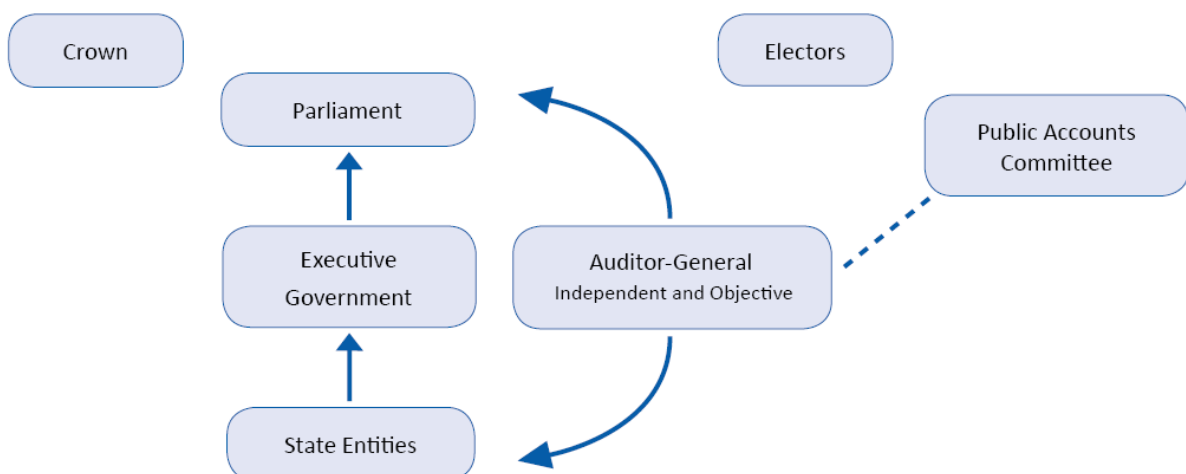 Crown
Electors
Parliament
Public Accounts
Committee
Executive
Government
Auditor-General
Independent and Objective
State Entities